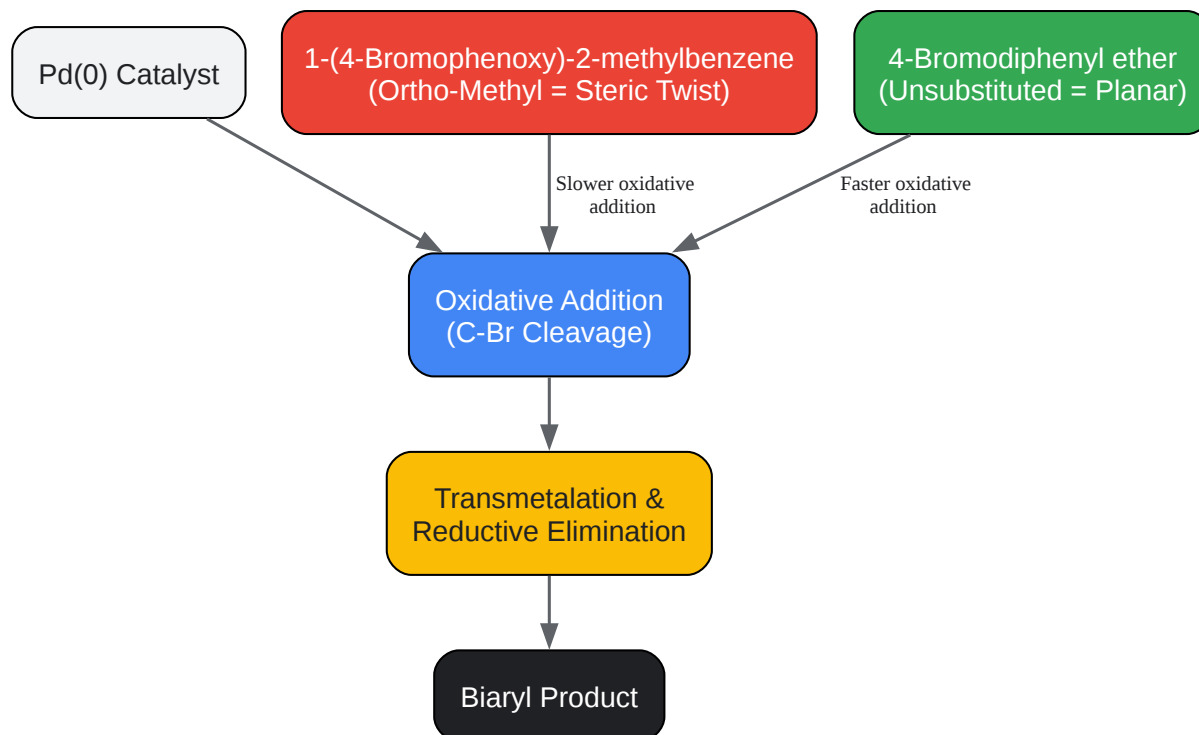 Pd(0) Catalyst
1-(4-Bromophenoxy)-2-methylbenzene
(Ortho-Methyl = Steric Twist)
4-Bromodiphenyl ether
(Unsubstituted = Planar)
Slower oxidative
addition
Faster oxidative
addition
Oxidative Addition
(C-Br Cleavage)
Transmetalation &
Reductive Elimination
Biaryl Product